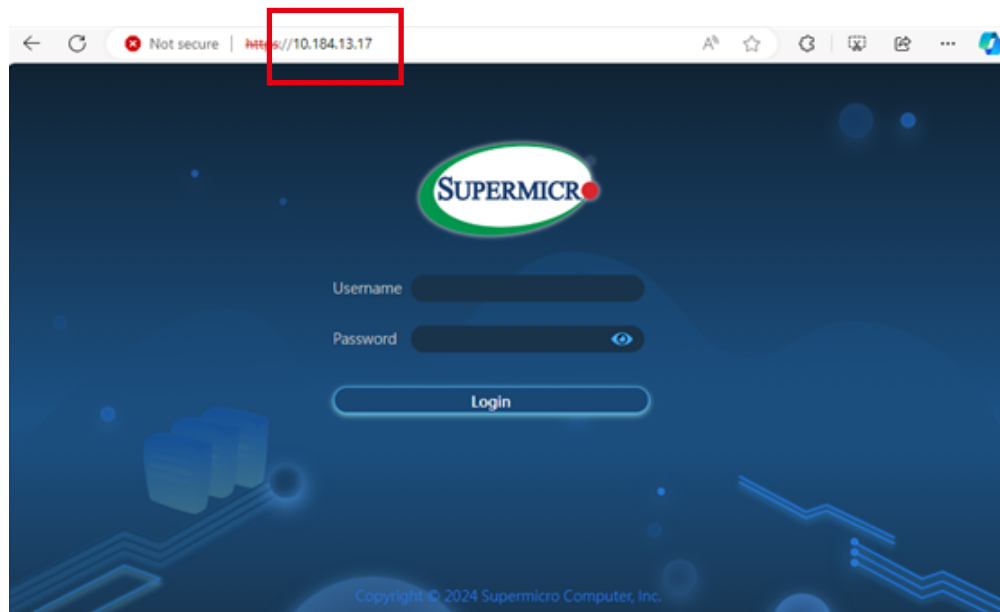 Not secure | https://10.184.13.17
SUPERMICRO
Username
Password
Login
Copyright © 2024 Supermicro Computer, Inc.